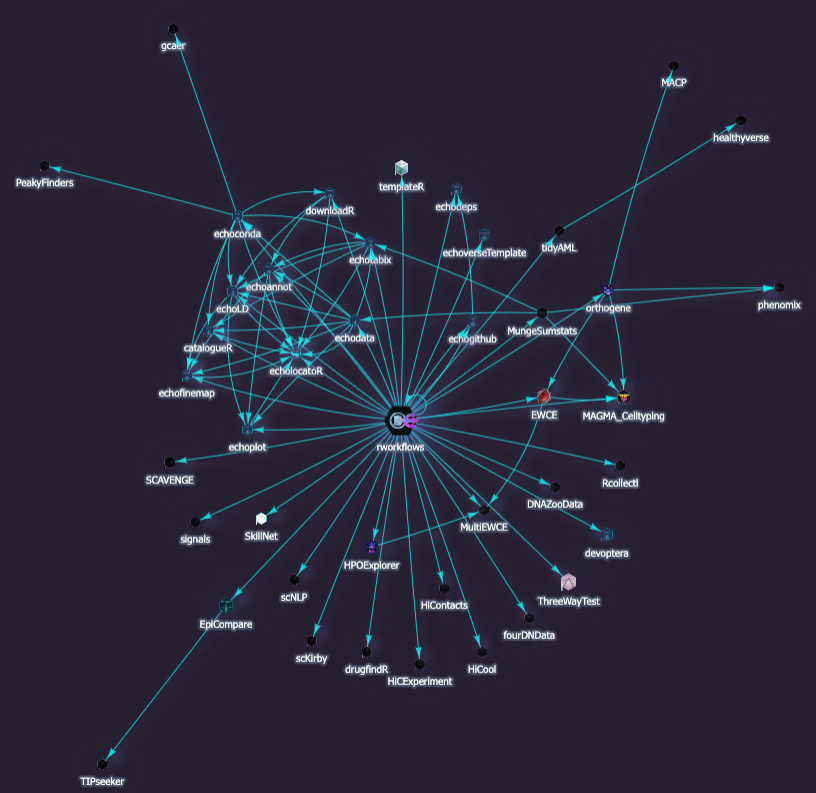 gcaer
MACP
healthyverse
PeakyFinders
templateR
downloadR
echodeps
echoconda
echoverseTemplate
tidyAML
echotabix
echoannot
phenomix
echoLD
orthogene
MungeSumstats
echodata
echogithub
catalogueR
echolocatoR
echofinemap
EWCE
MAGMA_Celltyping
echoplot
rworkflows
SCAVENGE
Rcollectl
DNAZooData
MultiEWCE
signals
SkillNet
devoptera
HPOExplorer
scNLP
HiContacts
ThreeWayTest
EpiCompare
fourDNData
scKirby
drugfindR
HiCool
HiCExperiment
TIPseeker